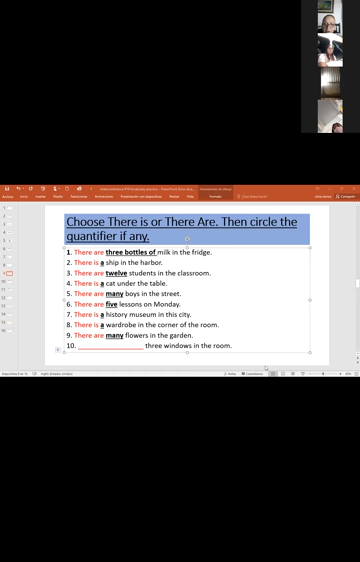 Choose There is or There Are. Then circle the
quantifier if any.
1. There are three bottles of milk in the fridge.
2. There is a ship in the harbor.
3. There are twelve students in the classroom.
4. There is a cat under the table.
5. There are many boys in the street.
6. There are five lessons on Monday.
7. There is a history museum in this city.
8. There is a wardrobe in the corner of the room.
9. There are many flowers in the garden.
10. ____________________ three windows in the room.